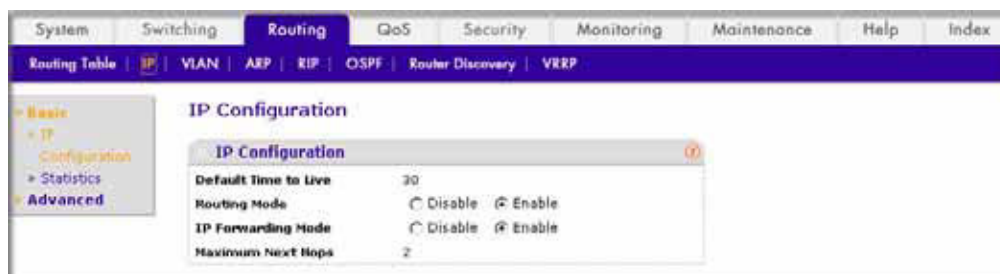 System Switching Routing QoS Security Monitoring Maintenance Help Index
Routing Table | IP | VLAN | ARP | RIP | OSPF | Router Discovery | VRRP
Basic
IP Configuration
Statistics
Advanced
IP Configuration
IP Configuration
Default Time to Live 30
Routing Mode Disable Enable
IP Forwarding Mode Disable Enable
Maximum Next Hops 2